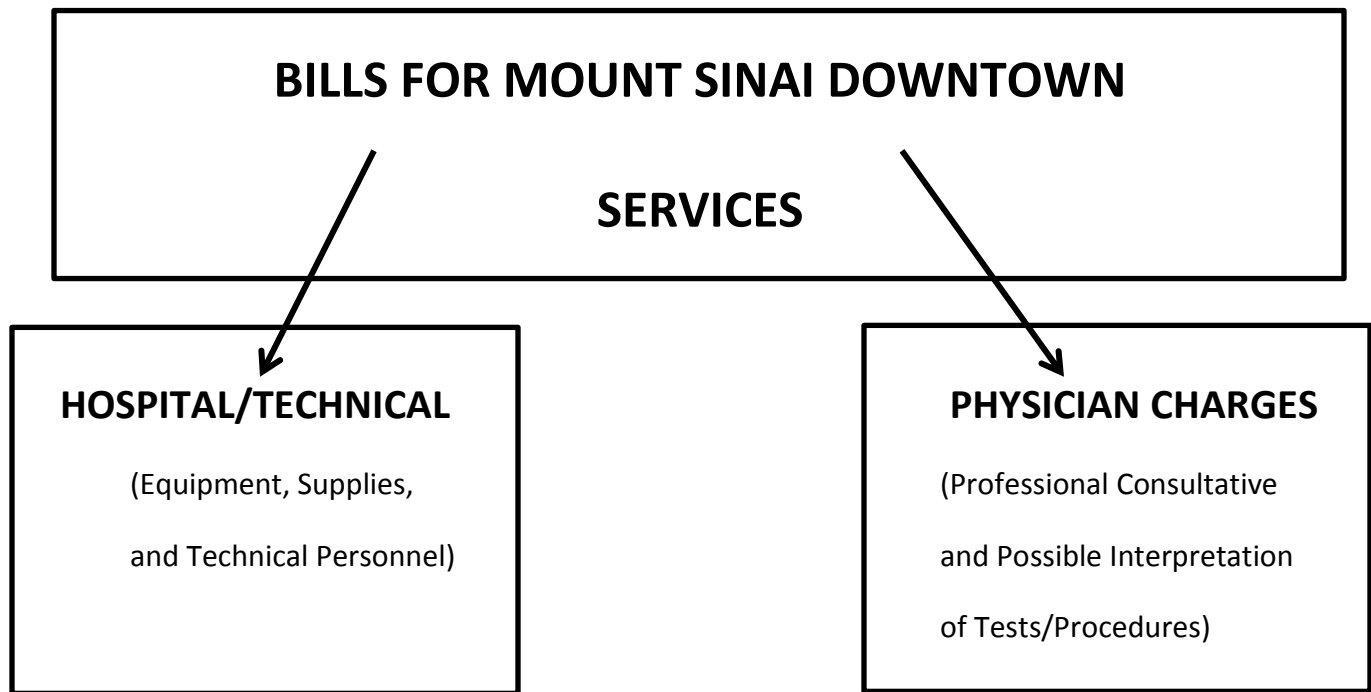 BILLS FOR MOUNT SINAI DOWNTOWN
SERVICES
HOSPITAL/TECHNICAL
(Equipment, Supplies,
and Technical Personnel)
PHYSICIAN CHARGES
(Professional Consultative
and Possible Interpretation
of Tests/Procedures)